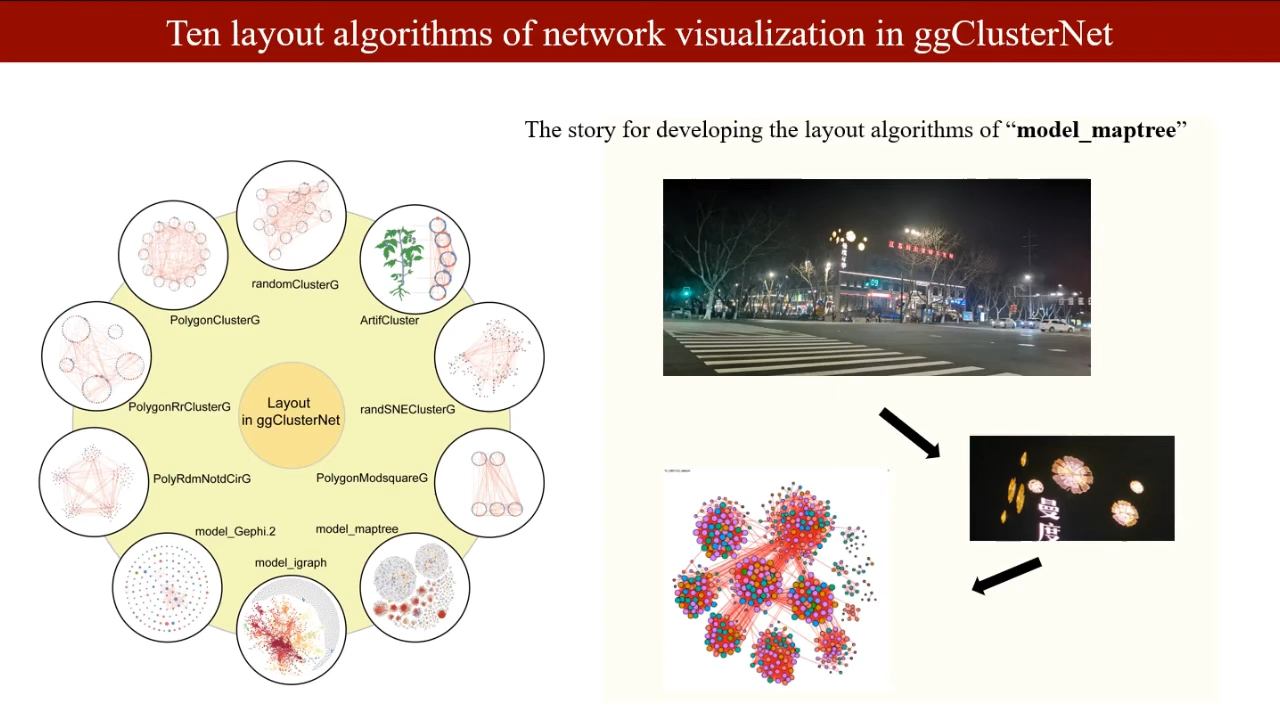 Ten layout algorithms of network visualization in ggClusterNet
The story for developing the layout algorithms of “model_maptree”
randomClusterG
PolygonClusterG
ArtifCluster
PolygonRrClusterG
Layout
in ggClusterNet
randSNEClusterG
PolyRdmNotdCirG
PolygonModsquareG
model_Gephi.2
model_maptree
model_igraph
09
曼
度